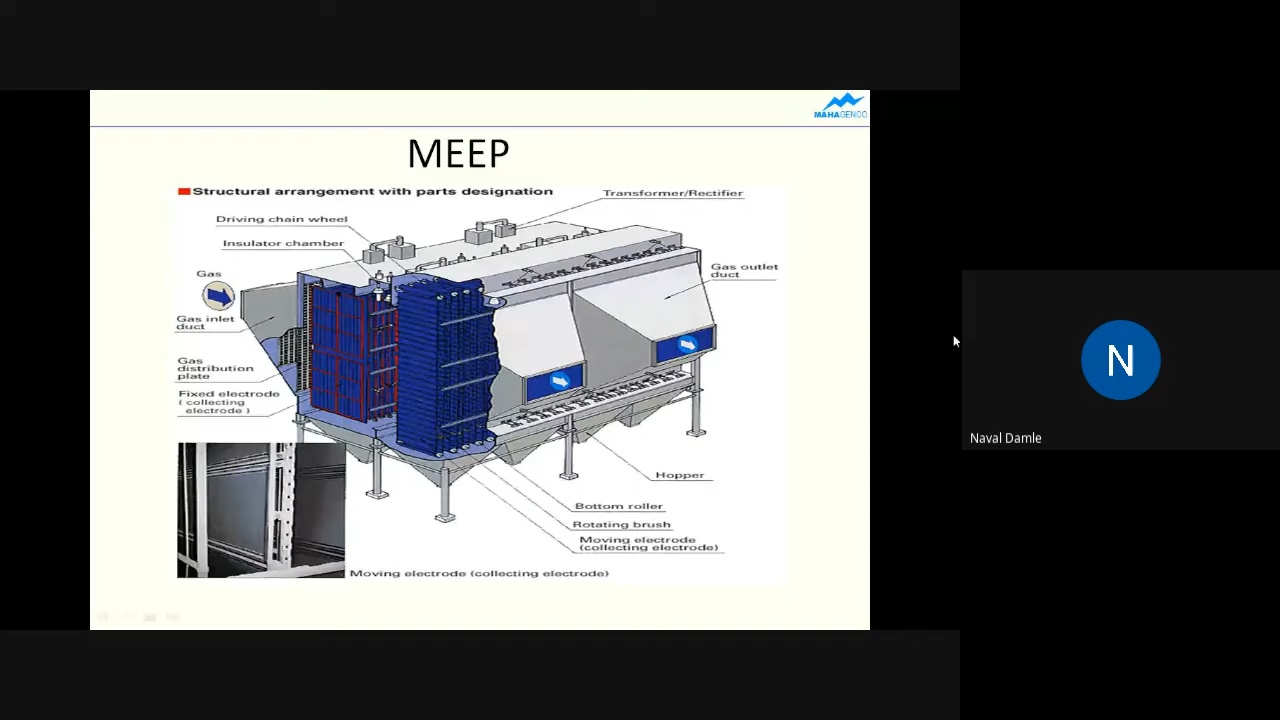 MAHAGENCO
MEEP
Structural arrangement with parts designation
Transformer/Rectifier
Driving chain wheel
Insulator chamber
Gas
Gas outlet
duct
Gas inlet
duct
Gas
distribution
plate
Fixed electrode
( collecting
electrode )
Hopper
Bottom roller
Rotating brush
Moving electrode
(collecting electrode)
Moving electrode (collecting electrode)
N
Naval Damle